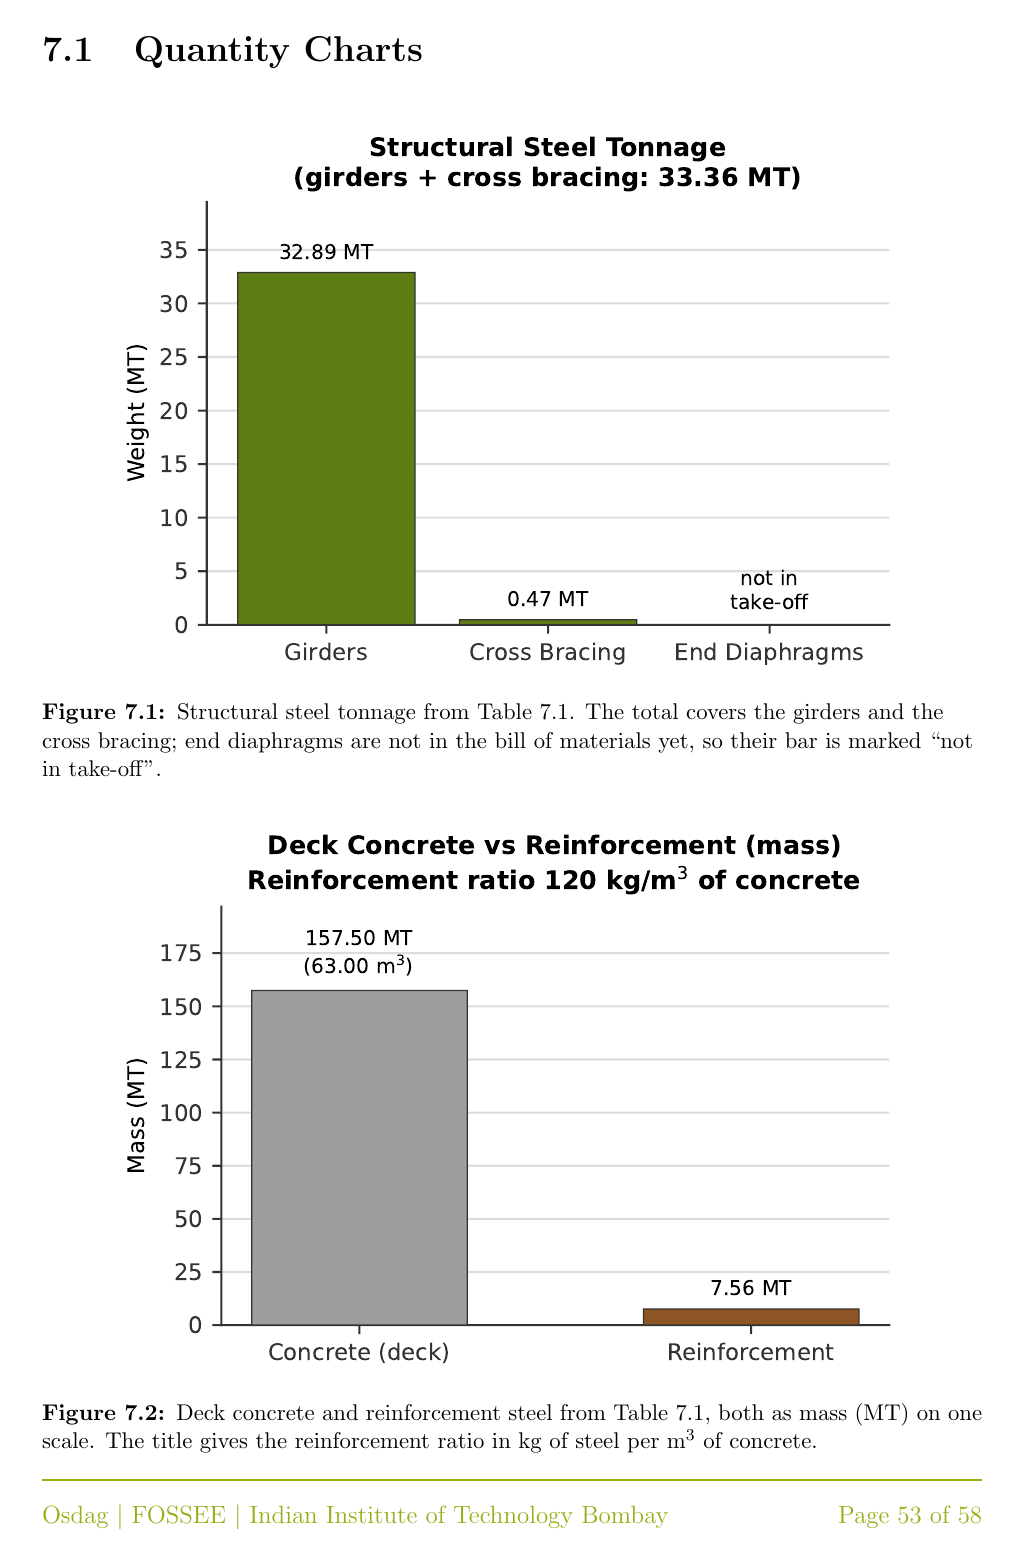 7.1 Quantity Charts
Structural Steel Tonnage
(girders + cross bracing: 33.36 MT)
Weight (MT)
35
30
25
20
15
10
5
0
32.89 MT
0.47 MT
not in
take-off
Girders
Cross Bracing
End Diaphragms
Figure 7.1: Structural steel tonnage from Table 7.1. The total covers the girders and the
cross bracing; end diaphragms are not in the bill of materials yet, so their bar is marked “not
in take-off”.
Deck Concrete vs Reinforcement (mass)
Reinforcement ratio 120 kg/m³ of concrete
Mass (MT)
175
150
125
100
75
50
25
0
157.50 MT
(63.00 m³)
7.56 MT
Concrete (deck)
Reinforcement
Figure 7.2: Deck concrete and reinforcement steel from Table 7.1, both as mass (MT) on one
scale. The title gives the reinforcement ratio in kg of steel per m³ of concrete.
Osdag | FOSSEE | Indian Institute of Technology Bombay
Page 53 of 58